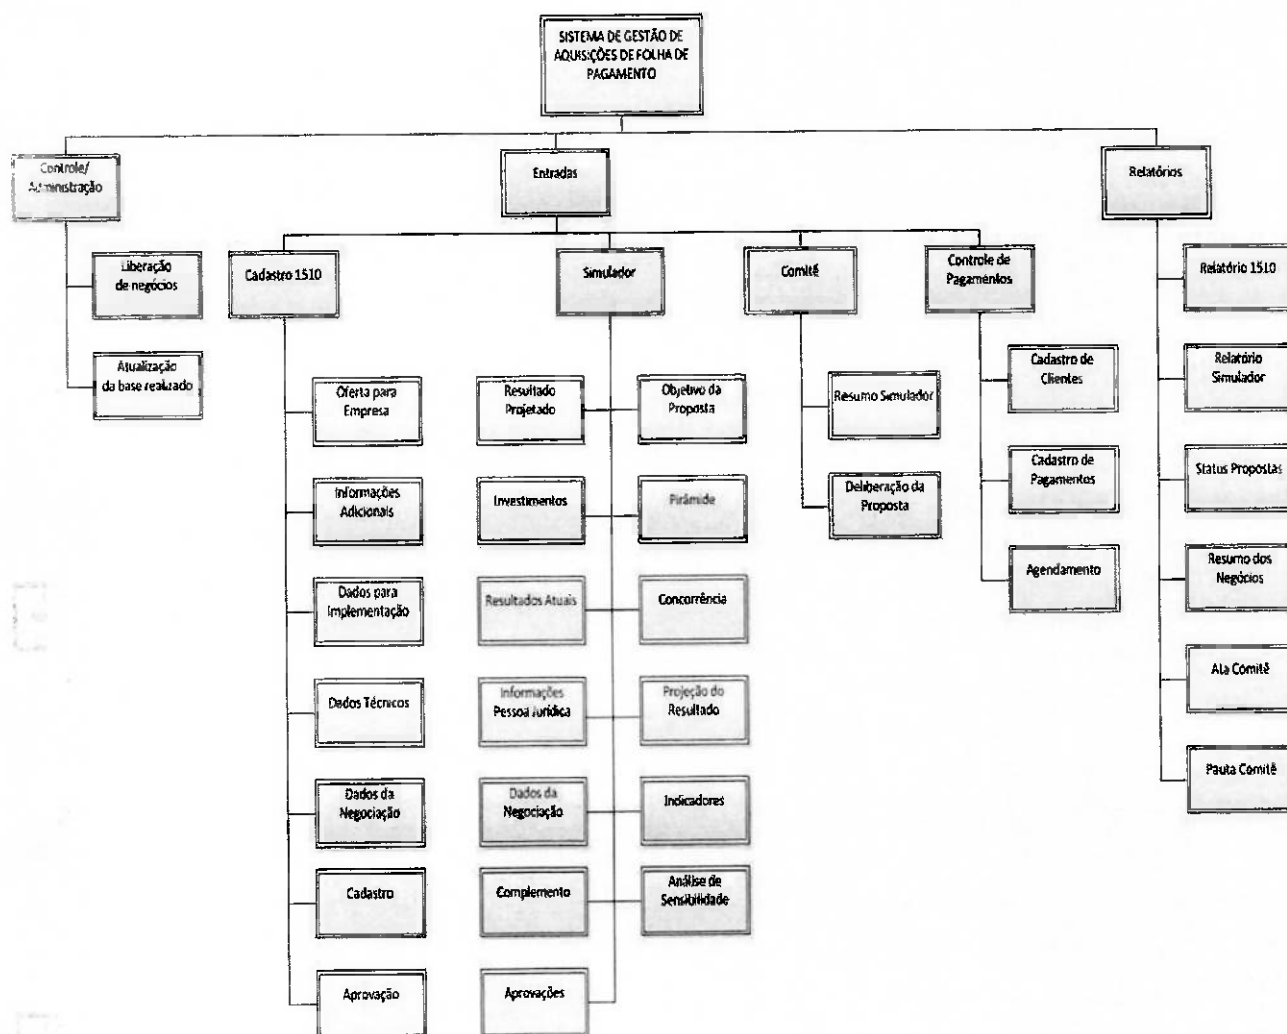 SISTEMA DE GESTÃO DE
AQUISIÇÕES DE FOLHA DE
PAGAMENTO
Controle/
Administração
Entradas
Relatórios
Liberação
de negócios
Atualização
da base realizado
Cadastro 1510
Simulador
Comitê
Controle de
Pagamentos
Oferta para
Empresa
Informações
Adicionais
Dados para
Implementação
Dados Técnicos
Dados da
Negociação
Cadastro
Aprovação
Resultado
Projetado
Objetivo da
Proposta
Investimentos
Pirâmide
Resultados Atuais
Concorrência
Informações
Pessoa Jurídica
Projeção do
Resultado
Dados da
Negociação
Indicadores
Complemento
Análise de
Sensibilidade
Aprovações
Resumo Simulador
Deliberação da
Proposta
Cadastro de
Clientes
Cadastro de
Pagamentos
Agendamento
Relatório 1510
Relatório
Simulador
Status Propostas
Resumo dos
Negócios
Ata Comitê
Pauta Comitê